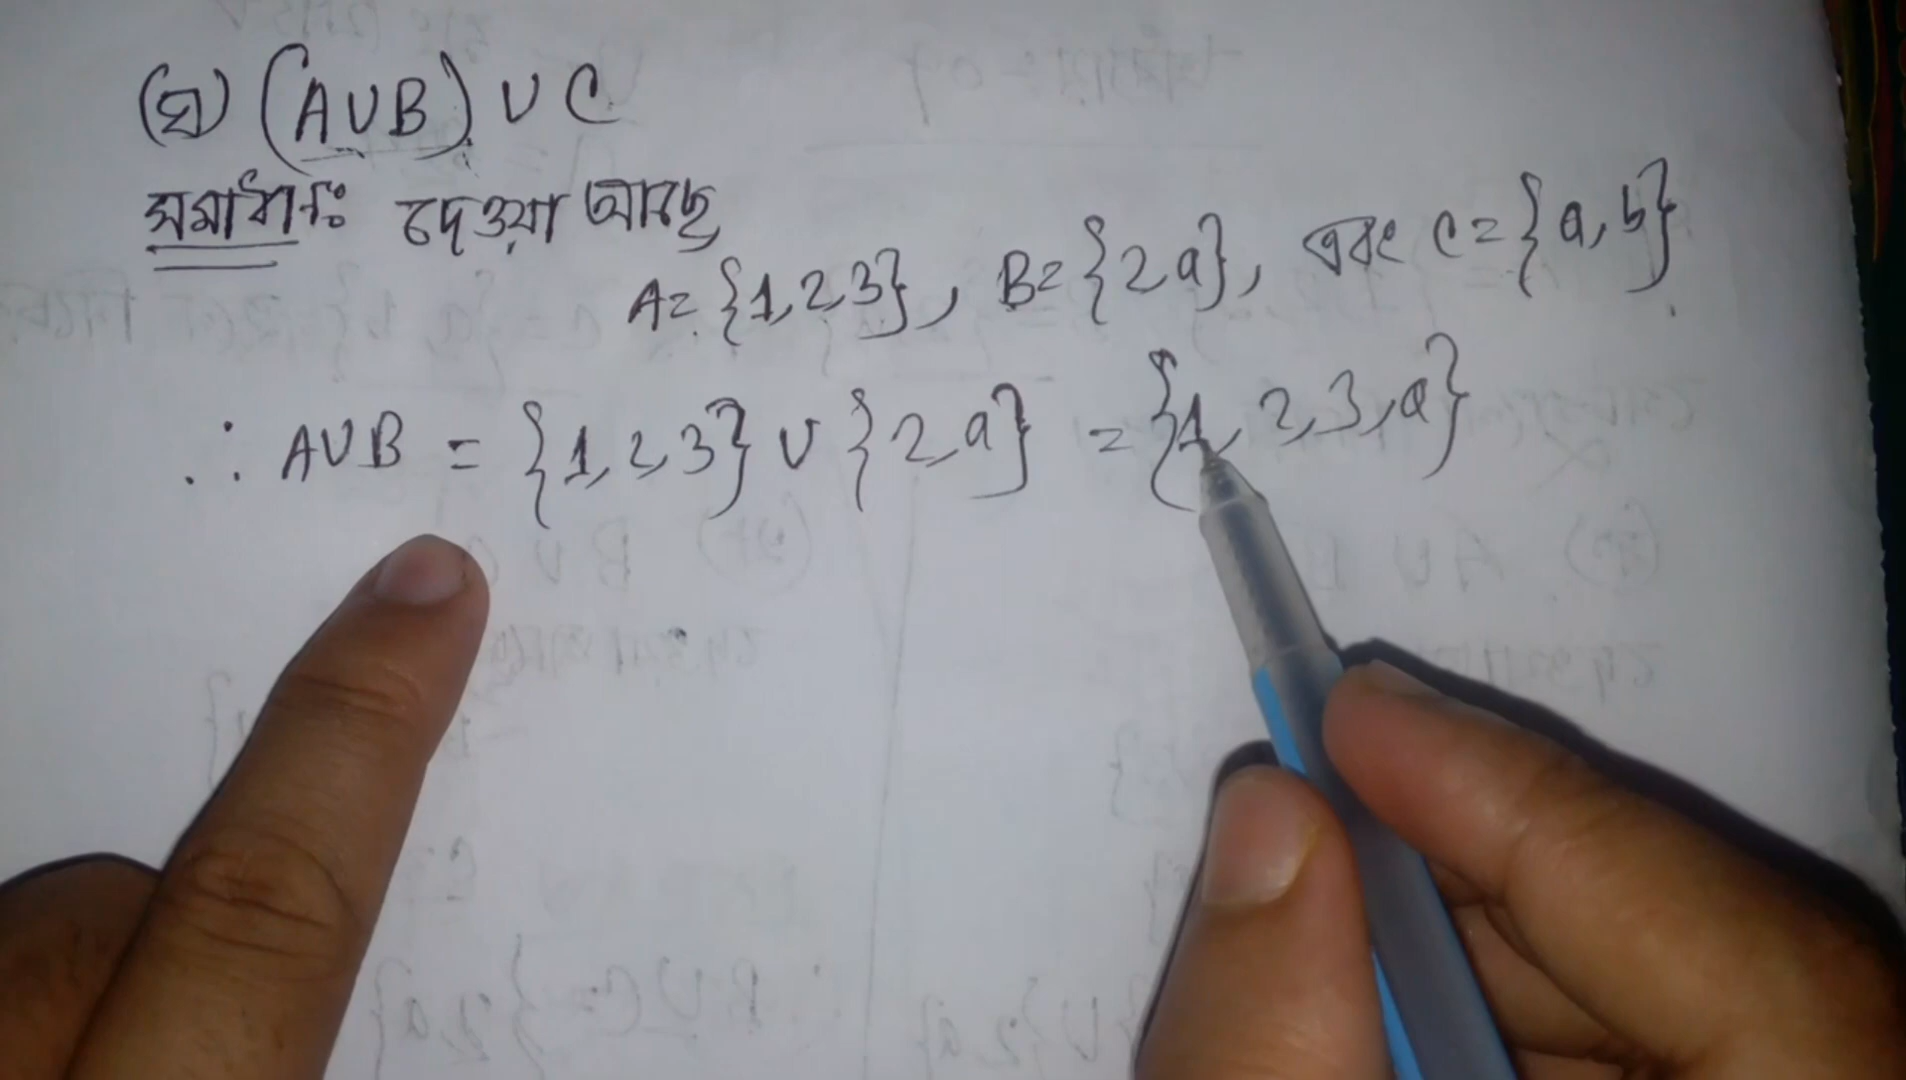 (ঘ) (A∪B) ∪ C
সমাধানঃ দেওয়া আছে
A={1,2,3}, B={2,a}, এবং C={a,b}
∴ A∪B = {1,2,3} ∪ {2,a} = {1,2,3,a}